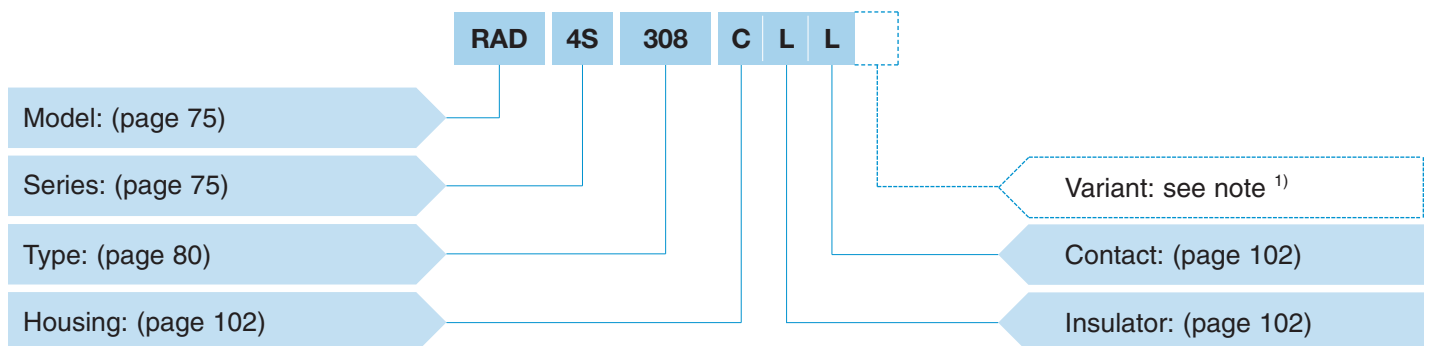 RAD 4S 308 C L L
Model: (page 75)
Series: (page 75)
Type: (page 80)
Housing: (page 102)
Variant: see note 1)
Contact: (page 102)
Insulator: (page 102)